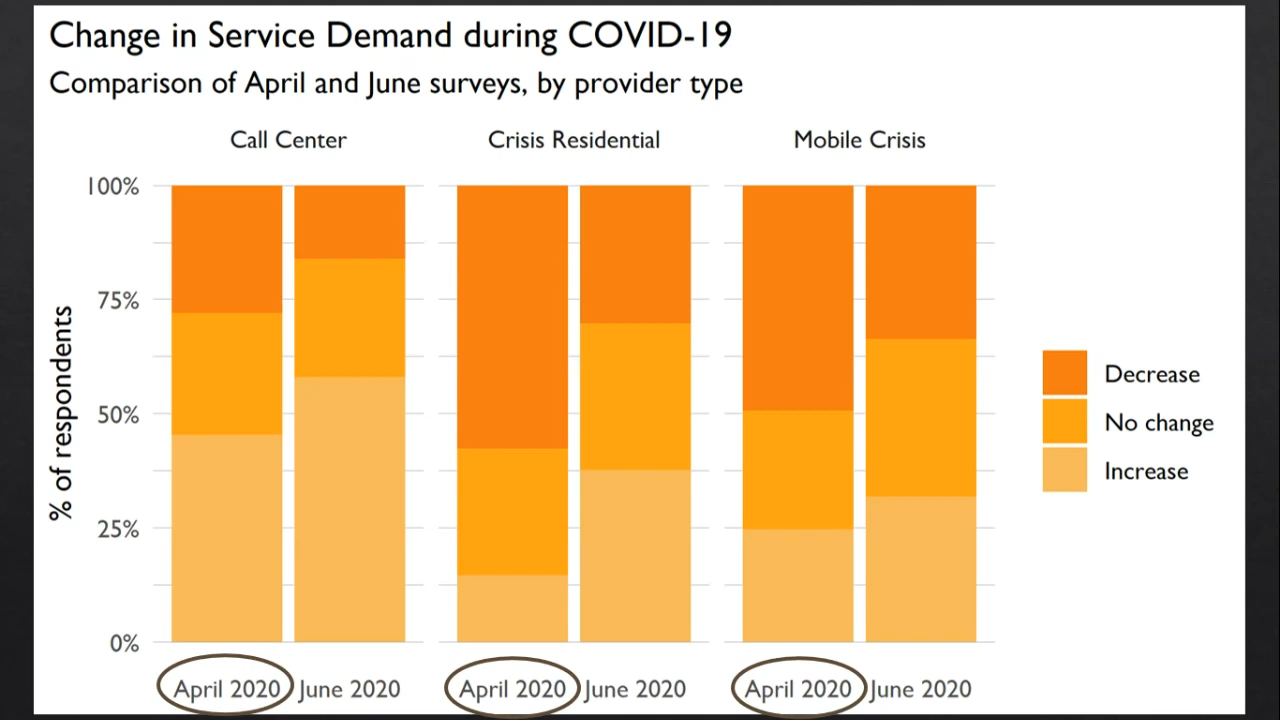 Change in Service Demand during COVID-19
Comparison of April and June surveys, by provider type
Call Center
Crisis Residential
Mobile Crisis
100%
75%
50%
25%
0%
% of respondents
Decrease
No change
Increase
April 2020
June 2020
April 2020
June 2020
April 2020
June 2020